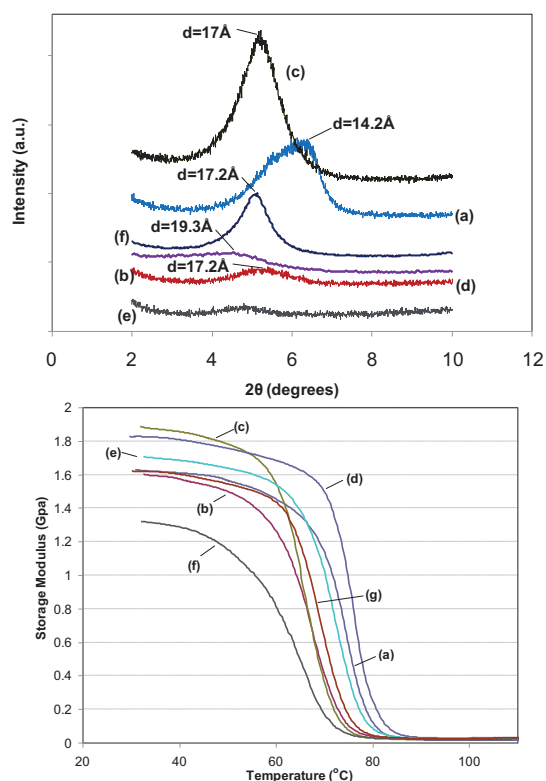 d=17Å
(c)
d=14.2Å
d=17.2Å
(a)
(f)
d=19.3Å
(b)
d=17.2Å
(d)
(e)
Intensity (a.u.)
0 2 4 6 8 10 12
2θ (degrees)
2
1.8
1.6
1.4
1.2
1
0.8
0.6
0.4
0.2
0
Storage Modulus (Gpa)
(c)
(e)
(d)
(b)
(f)
(g)
(a)
20 40 60 80 100
Temperature (°C)